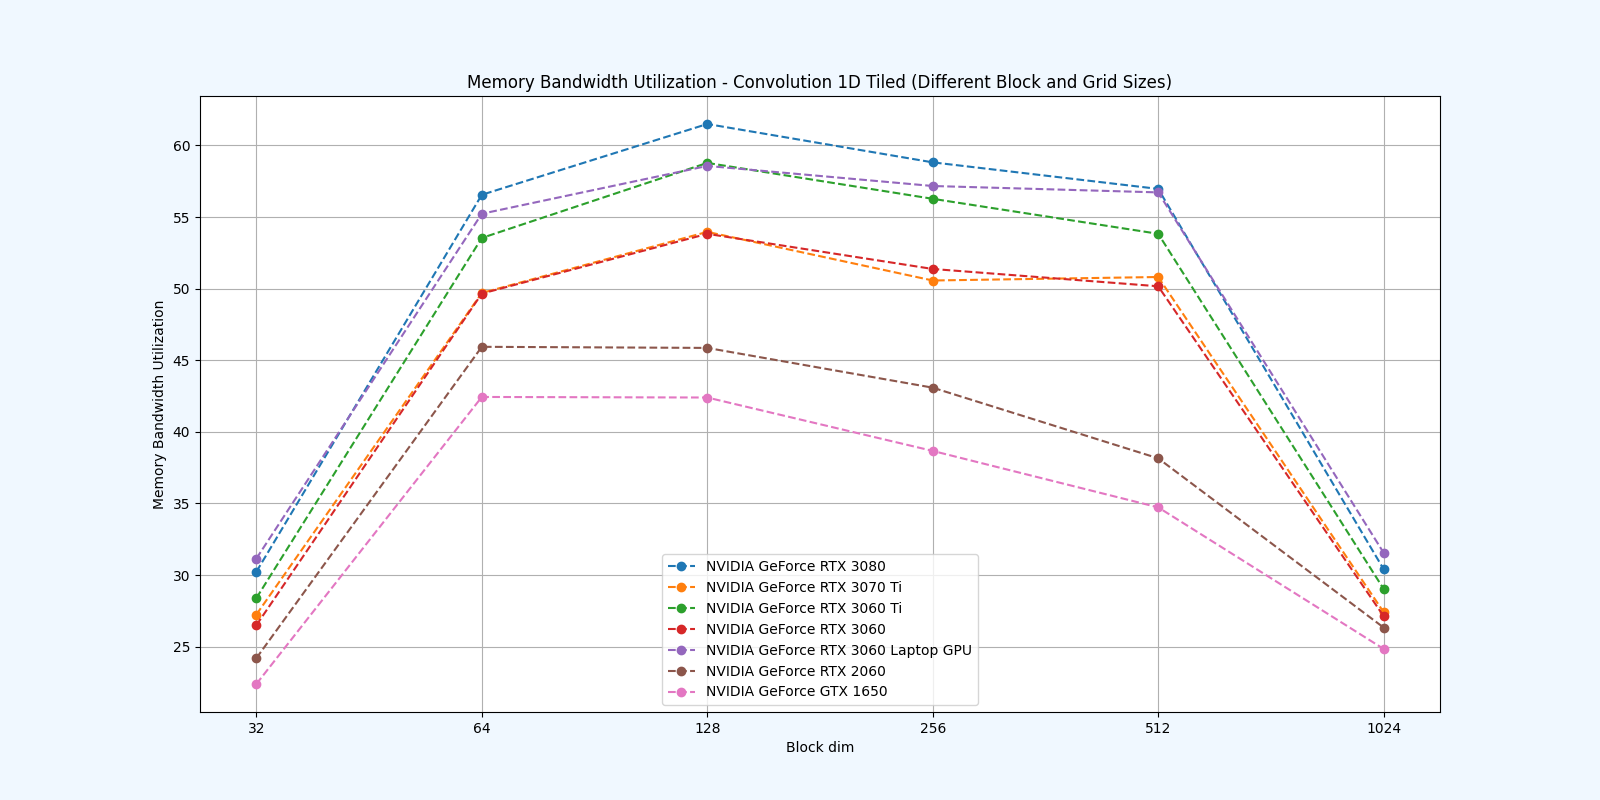 Memory Bandwidth Utilization - Convolution 1D Tiled (Different Block and Grid Sizes)
Memory Bandwidth Utilization
60
55
50
45
40
35
30
25
NVIDIA GeForce RTX 3080
NVIDIA GeForce RTX 3070 Ti
NVIDIA GeForce RTX 3060 Ti
NVIDIA GeForce RTX 3060
NVIDIA GeForce RTX 3060 Laptop GPU
NVIDIA GeForce RTX 2060
NVIDIA GeForce GTX 1650
32 64 128 256 512 1024
Block dim